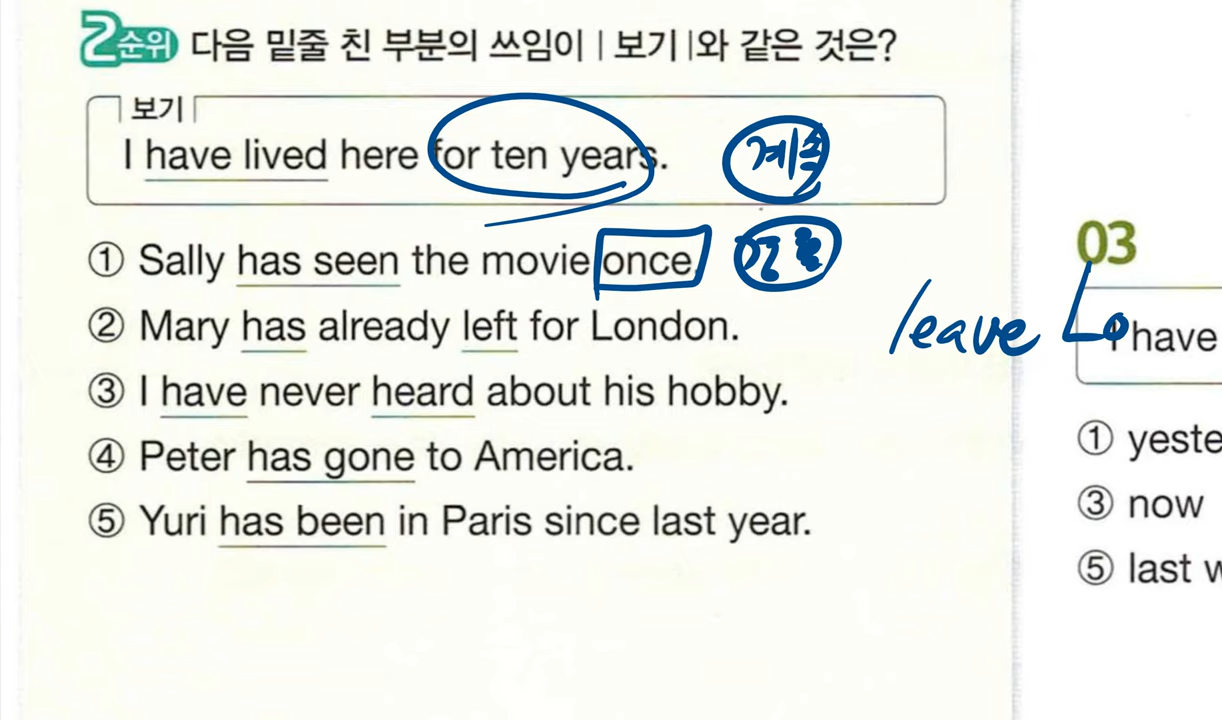 2순위 다음 밑줄 친 부분의 쓰임이 | 보기 |와 같은 것은?
보기
I have lived here for ten years. 계속
① Sally has seen the movie once.
② Mary has already left for London. leave
③ I have never heard about his hobby.
④ Peter has gone to America.
⑤ Yuri has been in Paris since last year.
03
I have
① yeste
③ now
⑤ last w